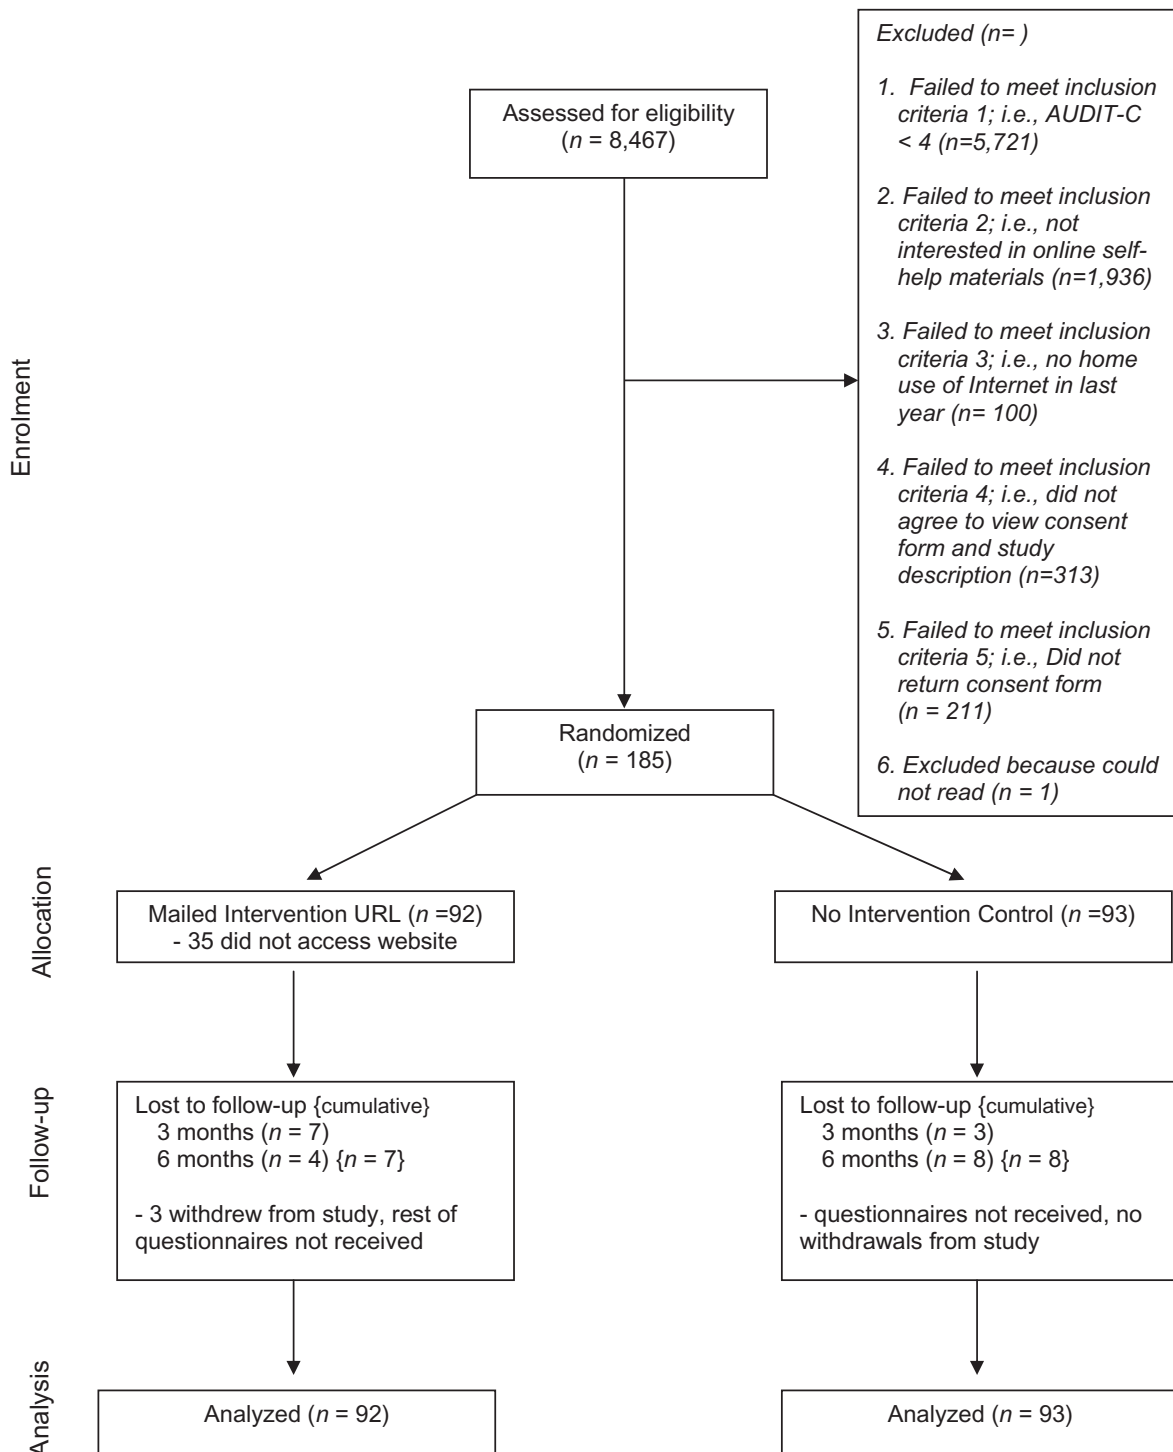 Enrolment
Assessed for eligibility
(n = 8,467)
Excluded (n= )
1. Failed to meet inclusion
criteria 1; i.e., AUDIT-C
< 4 (n=5,721)
2. Failed to meet inclusion
criteria 2; i.e., not
interested in online self-
help materials (n=1,936)
3. Failed to meet inclusion
criteria 3; i.e., no home
use of Internet in last
year (n= 100)
4. Failed to meet inclusion
criteria 4; i.e., did not
agree to view consent
form and study
description (n=313)
5. Failed to meet inclusion
criteria 5; i.e., Did not
return consent form
(n = 211)
6. Excluded because could
not read (n = 1)
Randomized
(n = 185)
Allocation
Mailed Intervention URL (n =92)
- 35 did not access website
No Intervention Control (n =93)
Follow-up
Lost to follow-up {cumulative}
3 months (n = 7)
6 months (n = 4) {n = 7}
- 3 withdrew from study, rest of
questionnaires not received
Lost to follow-up {cumulative}
3 months (n = 3)
6 months (n = 8) {n = 8}
- questionnaires not received, no
withdrawals from study
Analysis
Analyzed (n = 92)
Analyzed (n = 93)